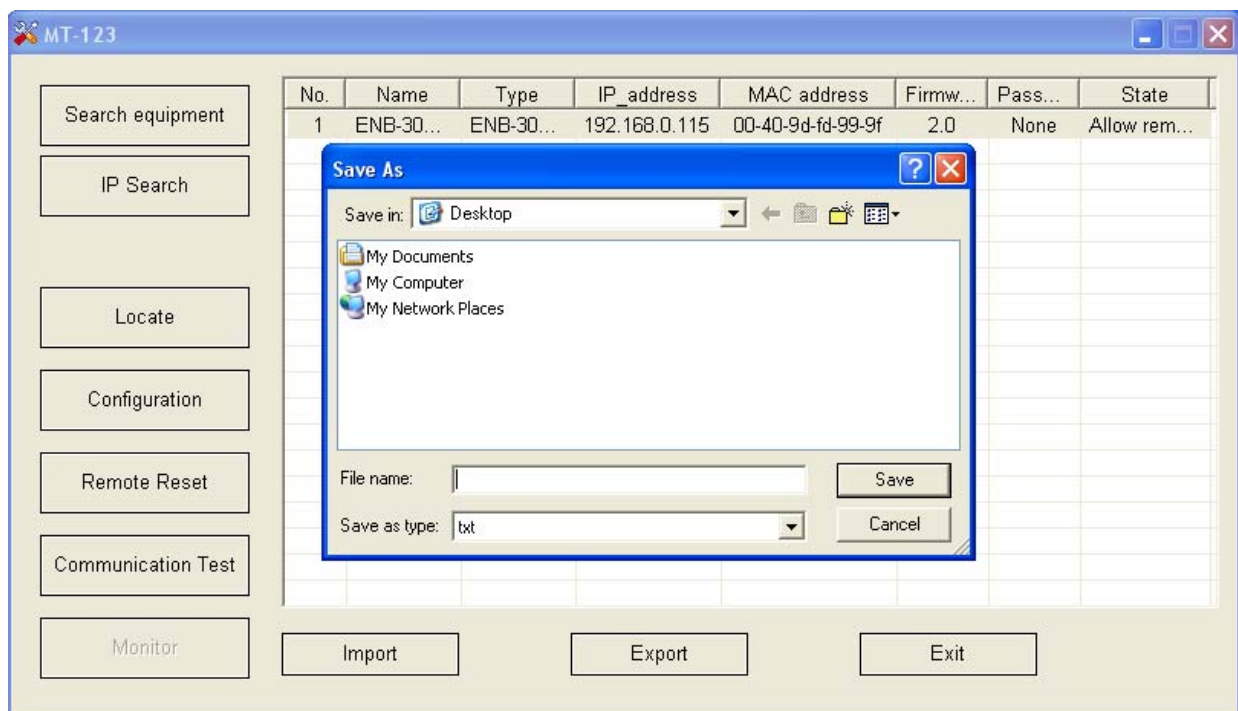 MT-123
Search equipment
IP Search
Locate
Configuration
Remote Reset
Communication Test
Monitor
No. Name Type IP_address MAC address Firmw... Pass... State
1 ENB-30... ENB-30... 192.168.0.115 00-40-9d-fd-99-9f 2.0 None Allow rem...
Save As
Save in: Desktop
My Documents
My Computer
My Network Places
File name:
Save
Save as type: txt
Cancel
Import Export Exit